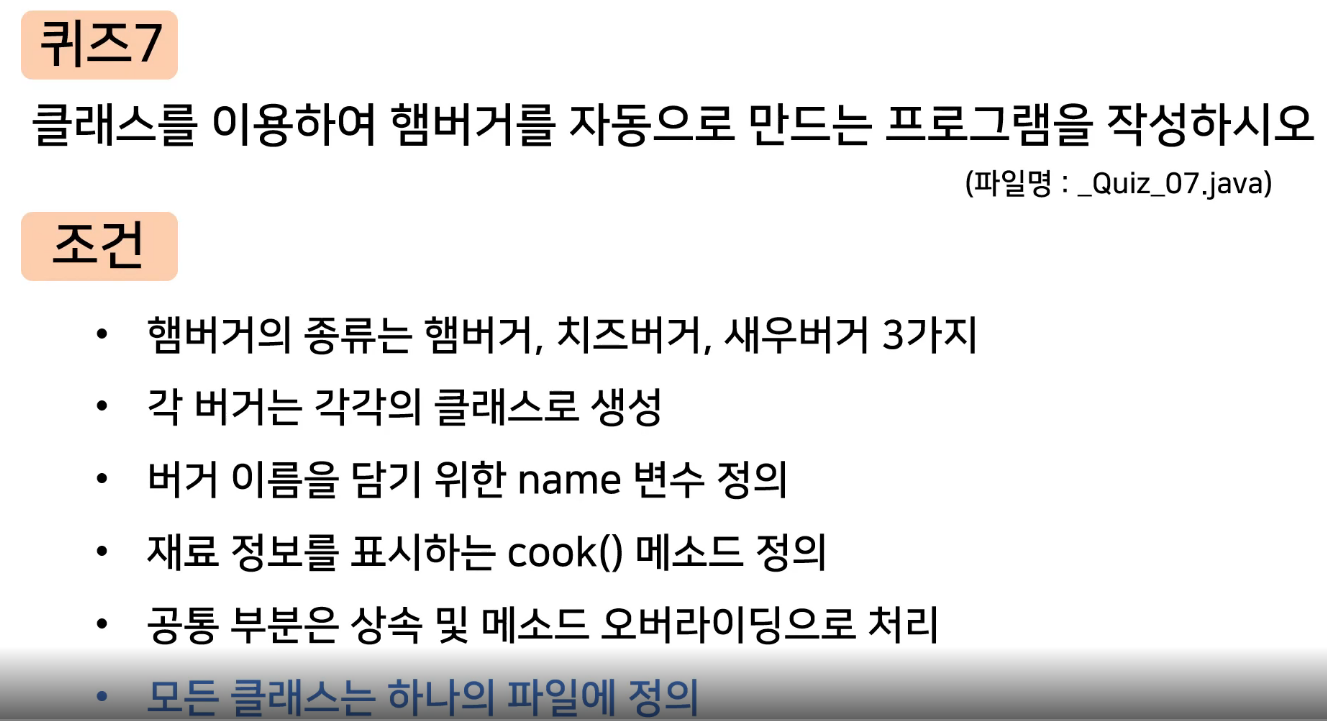 퀴즈7
클래스를 이용하여 햄버거를 자동으로 만드는 프로그램을 작성하시오
(파일명 : _Quiz_07.java)
조건
• 햄버거의 종류는 햄버거, 치즈버거, 새우버거 3가지
• 각 버거는 각각의 클래스로 생성
• 버거 이름을 담기 위한 name 변수 정의
• 재료 정보를 표시하는 cook() 메소드 정의
• 공통 부분은 상속 및 메소드 오버라이딩으로 처리
• 모든 클래스는 하나의 파일에 정의